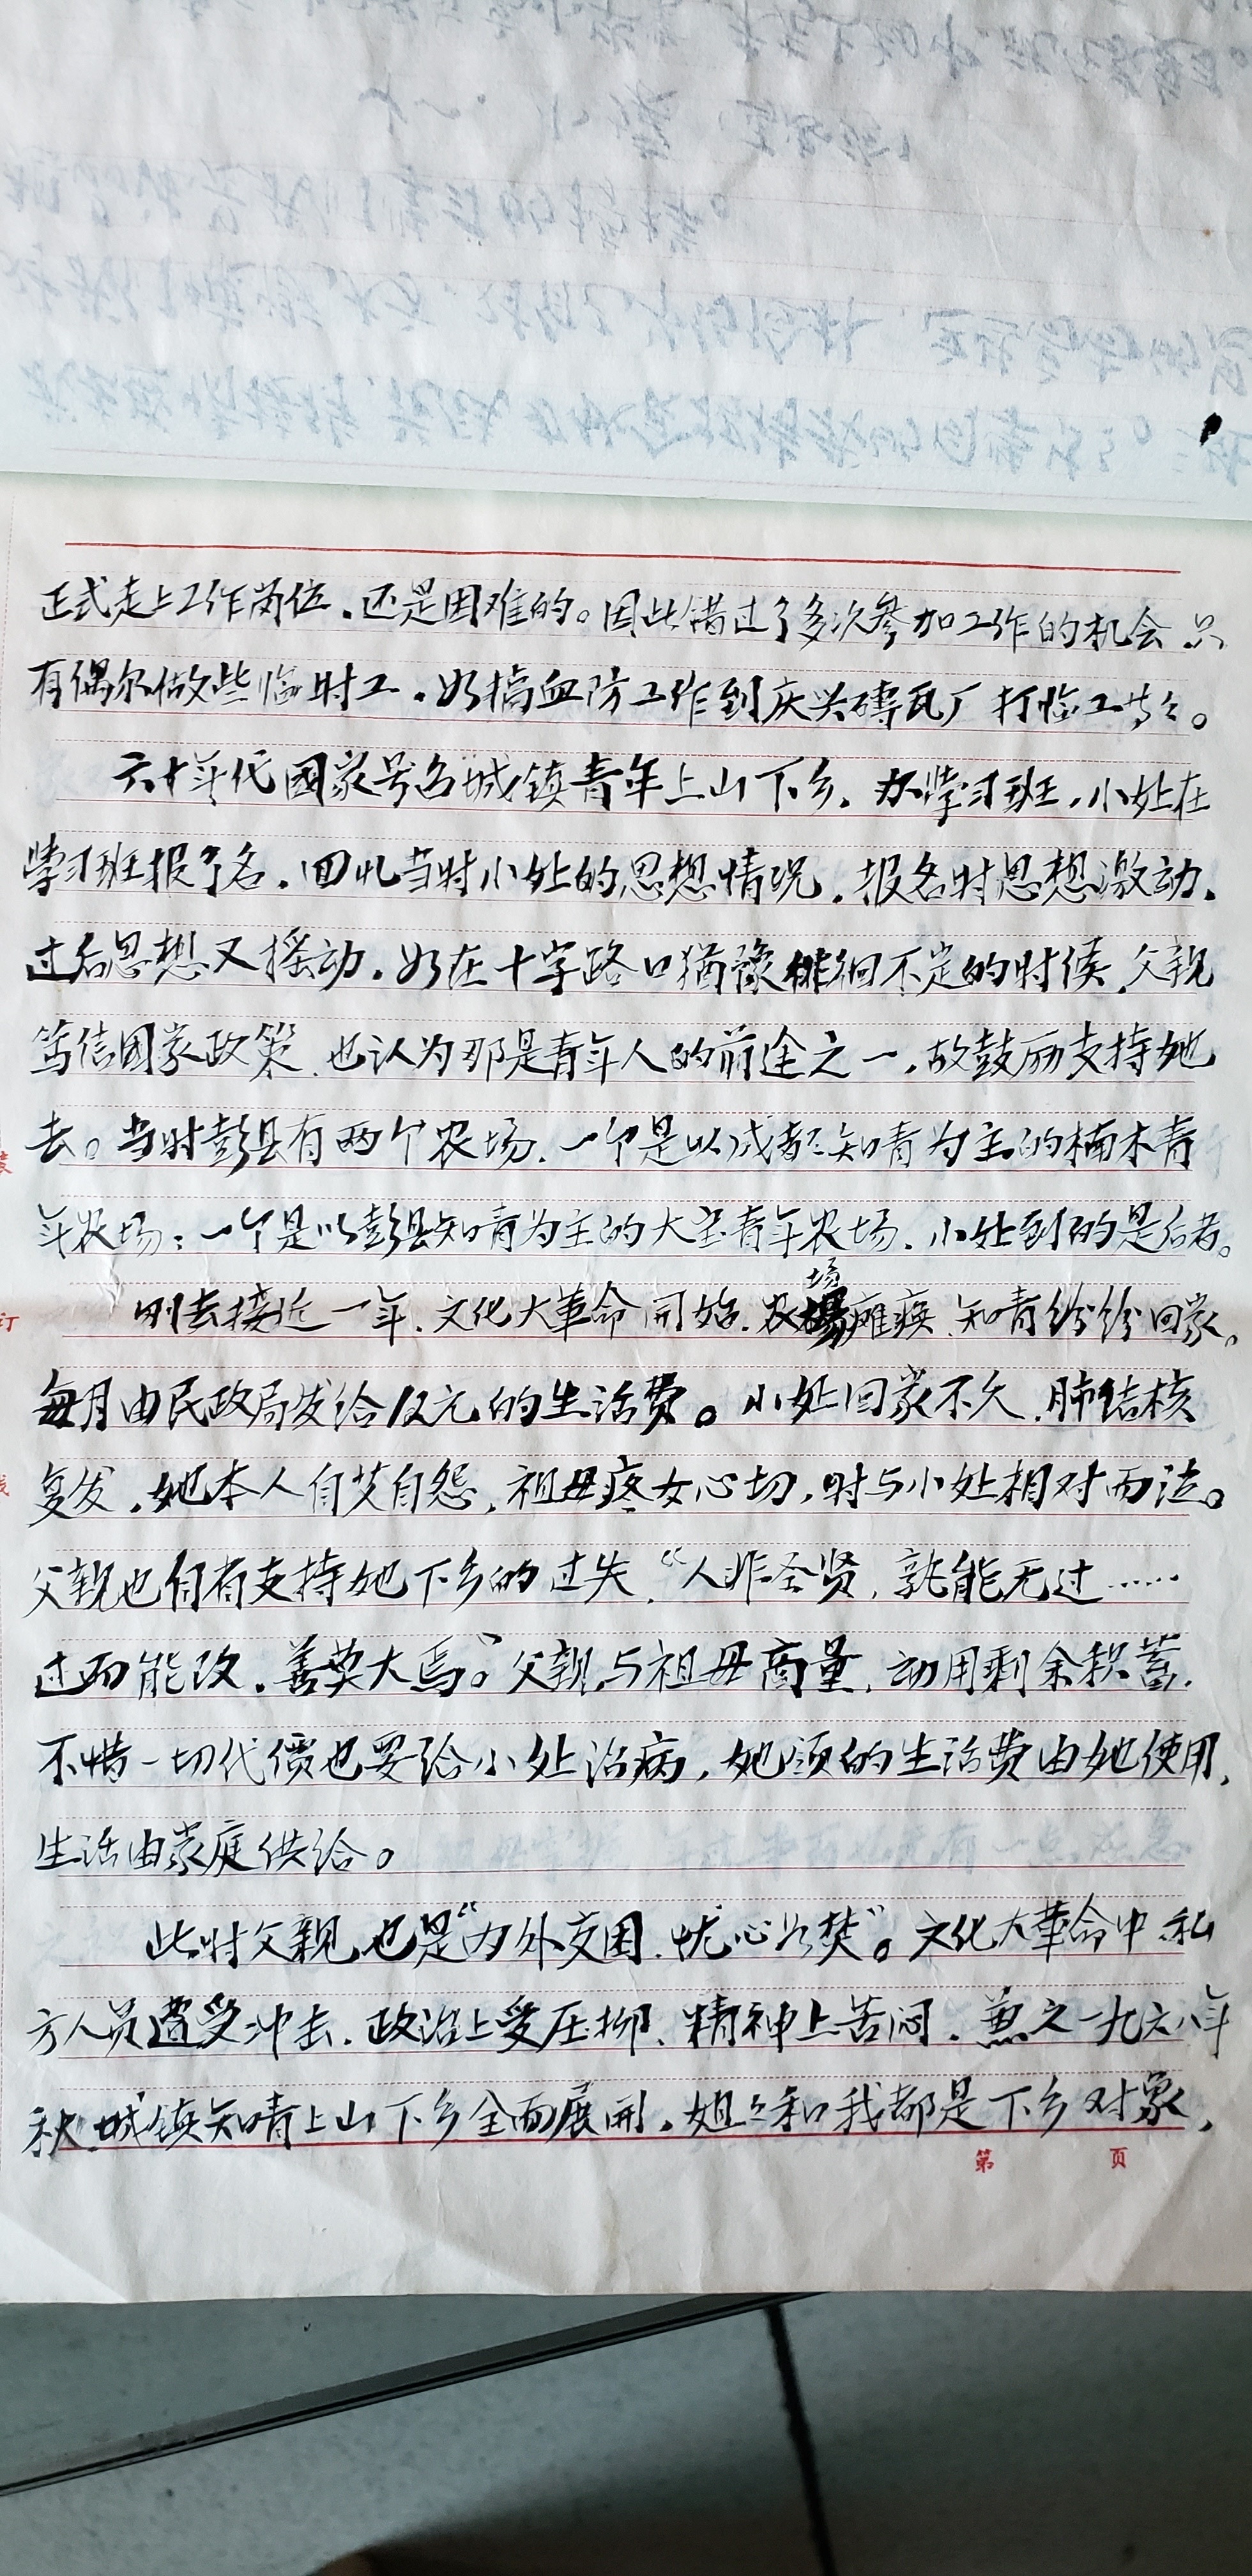 正式走上工作岗位，还是困难的。因此错过了多次参加工作的机会只
有偶尔做些临时工，如搞血防工作到庆兴砖瓦厂打临工等等。
六十年代國家号召城镇青年上山下乡，办学习班，小处在
学习班报了名，回忆当时小处的思想情况，报名时思想激动，
过后思想又摇动，如在十字路口犹豫徘徊不定的时候，父親
笃信國家政策，也认为那是青年人的前途之一，故鼓励支持她
去。当时彭县有两个农场，一个是以成都知青为主的楠木青
年农场；一个是以彭县知青为主的大宝青年农场，小处到的是后者。
刚去接近一年，文化大革命开始，农场瘫痪，知青纷纷回家。
每月由民政局发给12元的生活费。小处回家不久，肺结核
复发，她本人自艾自怨，祖母疼女心切，时与小处相对而泣。
父親也自有支持她下乡的过失，“人非圣贤，孰能无过……
过而能改，善莫大焉。”父親与祖母商量，动用剩余积蓄，
不惜一切代價也要给小处治病，她领的生活费由她使用，
生活由家庭供给。
此时父親也是“内外交困，忧心如焚”。文化大革命中私
方人员遭受冲击，政治上受压抑，精神上苦闷，兼之一九六八年
秋，城镇知青上山下乡全面展開，姐姐和我都是下乡对象，
第 页